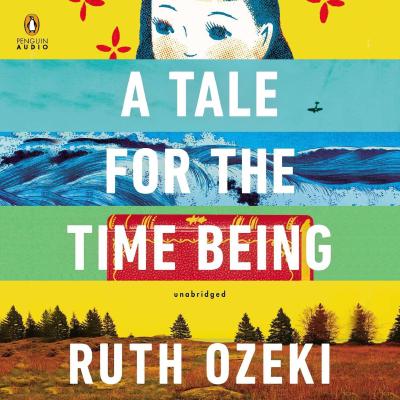 PENGUIN
AUDIO
A TALE
FOR THE
TIME BEING
unabridged
RUTH OZEKI